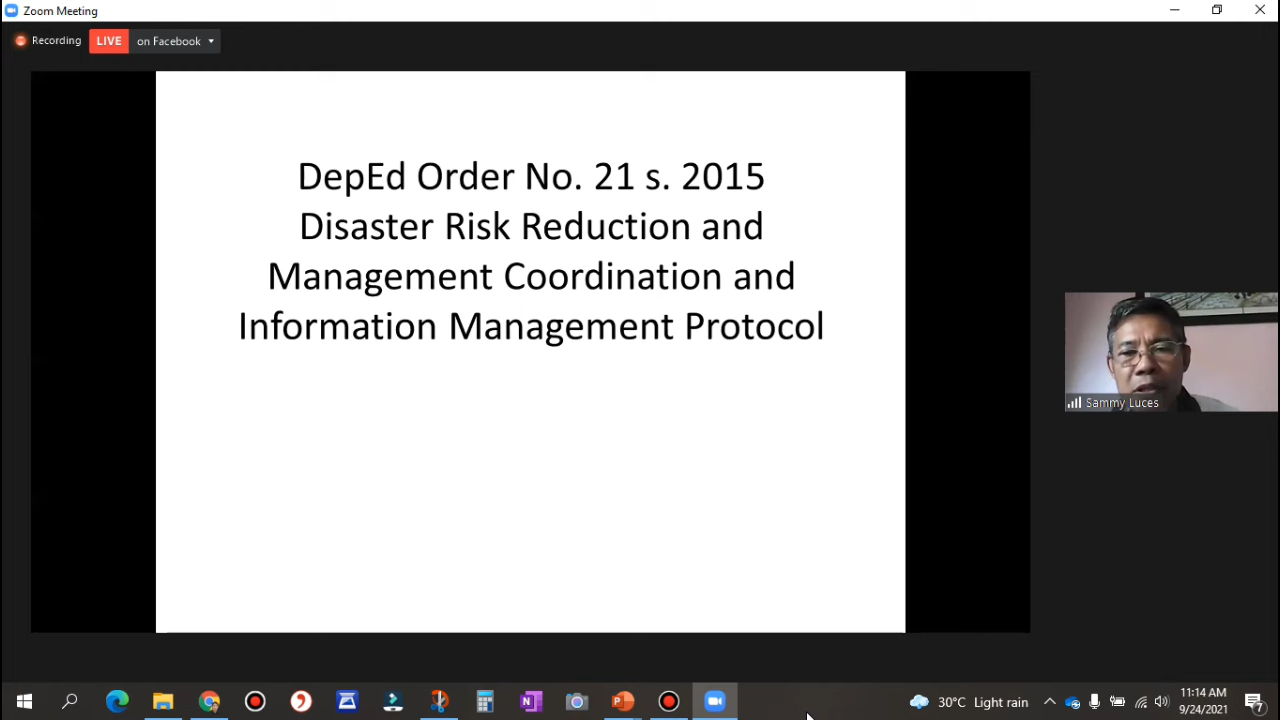 Zoom Meeting
Recording
LIVE
on Facebook
DepEd Order No. 21 s. 2015
Disaster Risk Reduction and
Management Coordination and
Information Management Protocol
Sammy Luces
30°C Light rain
11:14 AM
9/24/2021
7